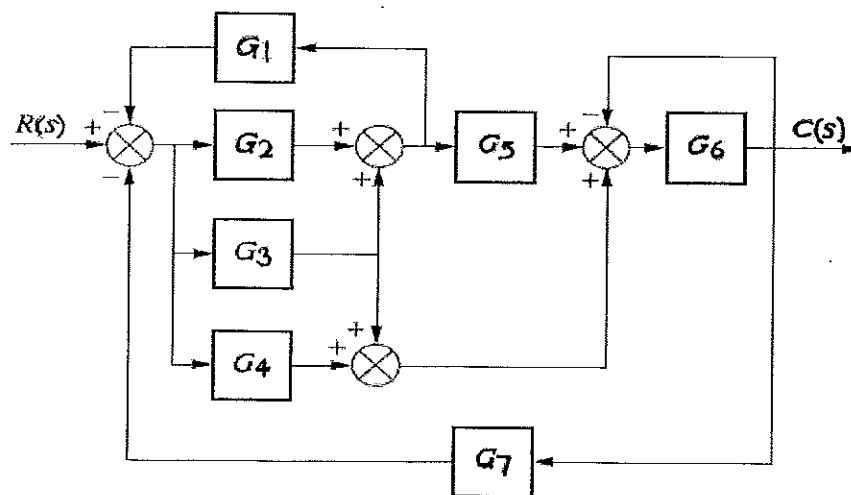 G1
−
R(s) + G2 + G5 + − G6 C(s)
− + +
G3
+
G4 +
G7